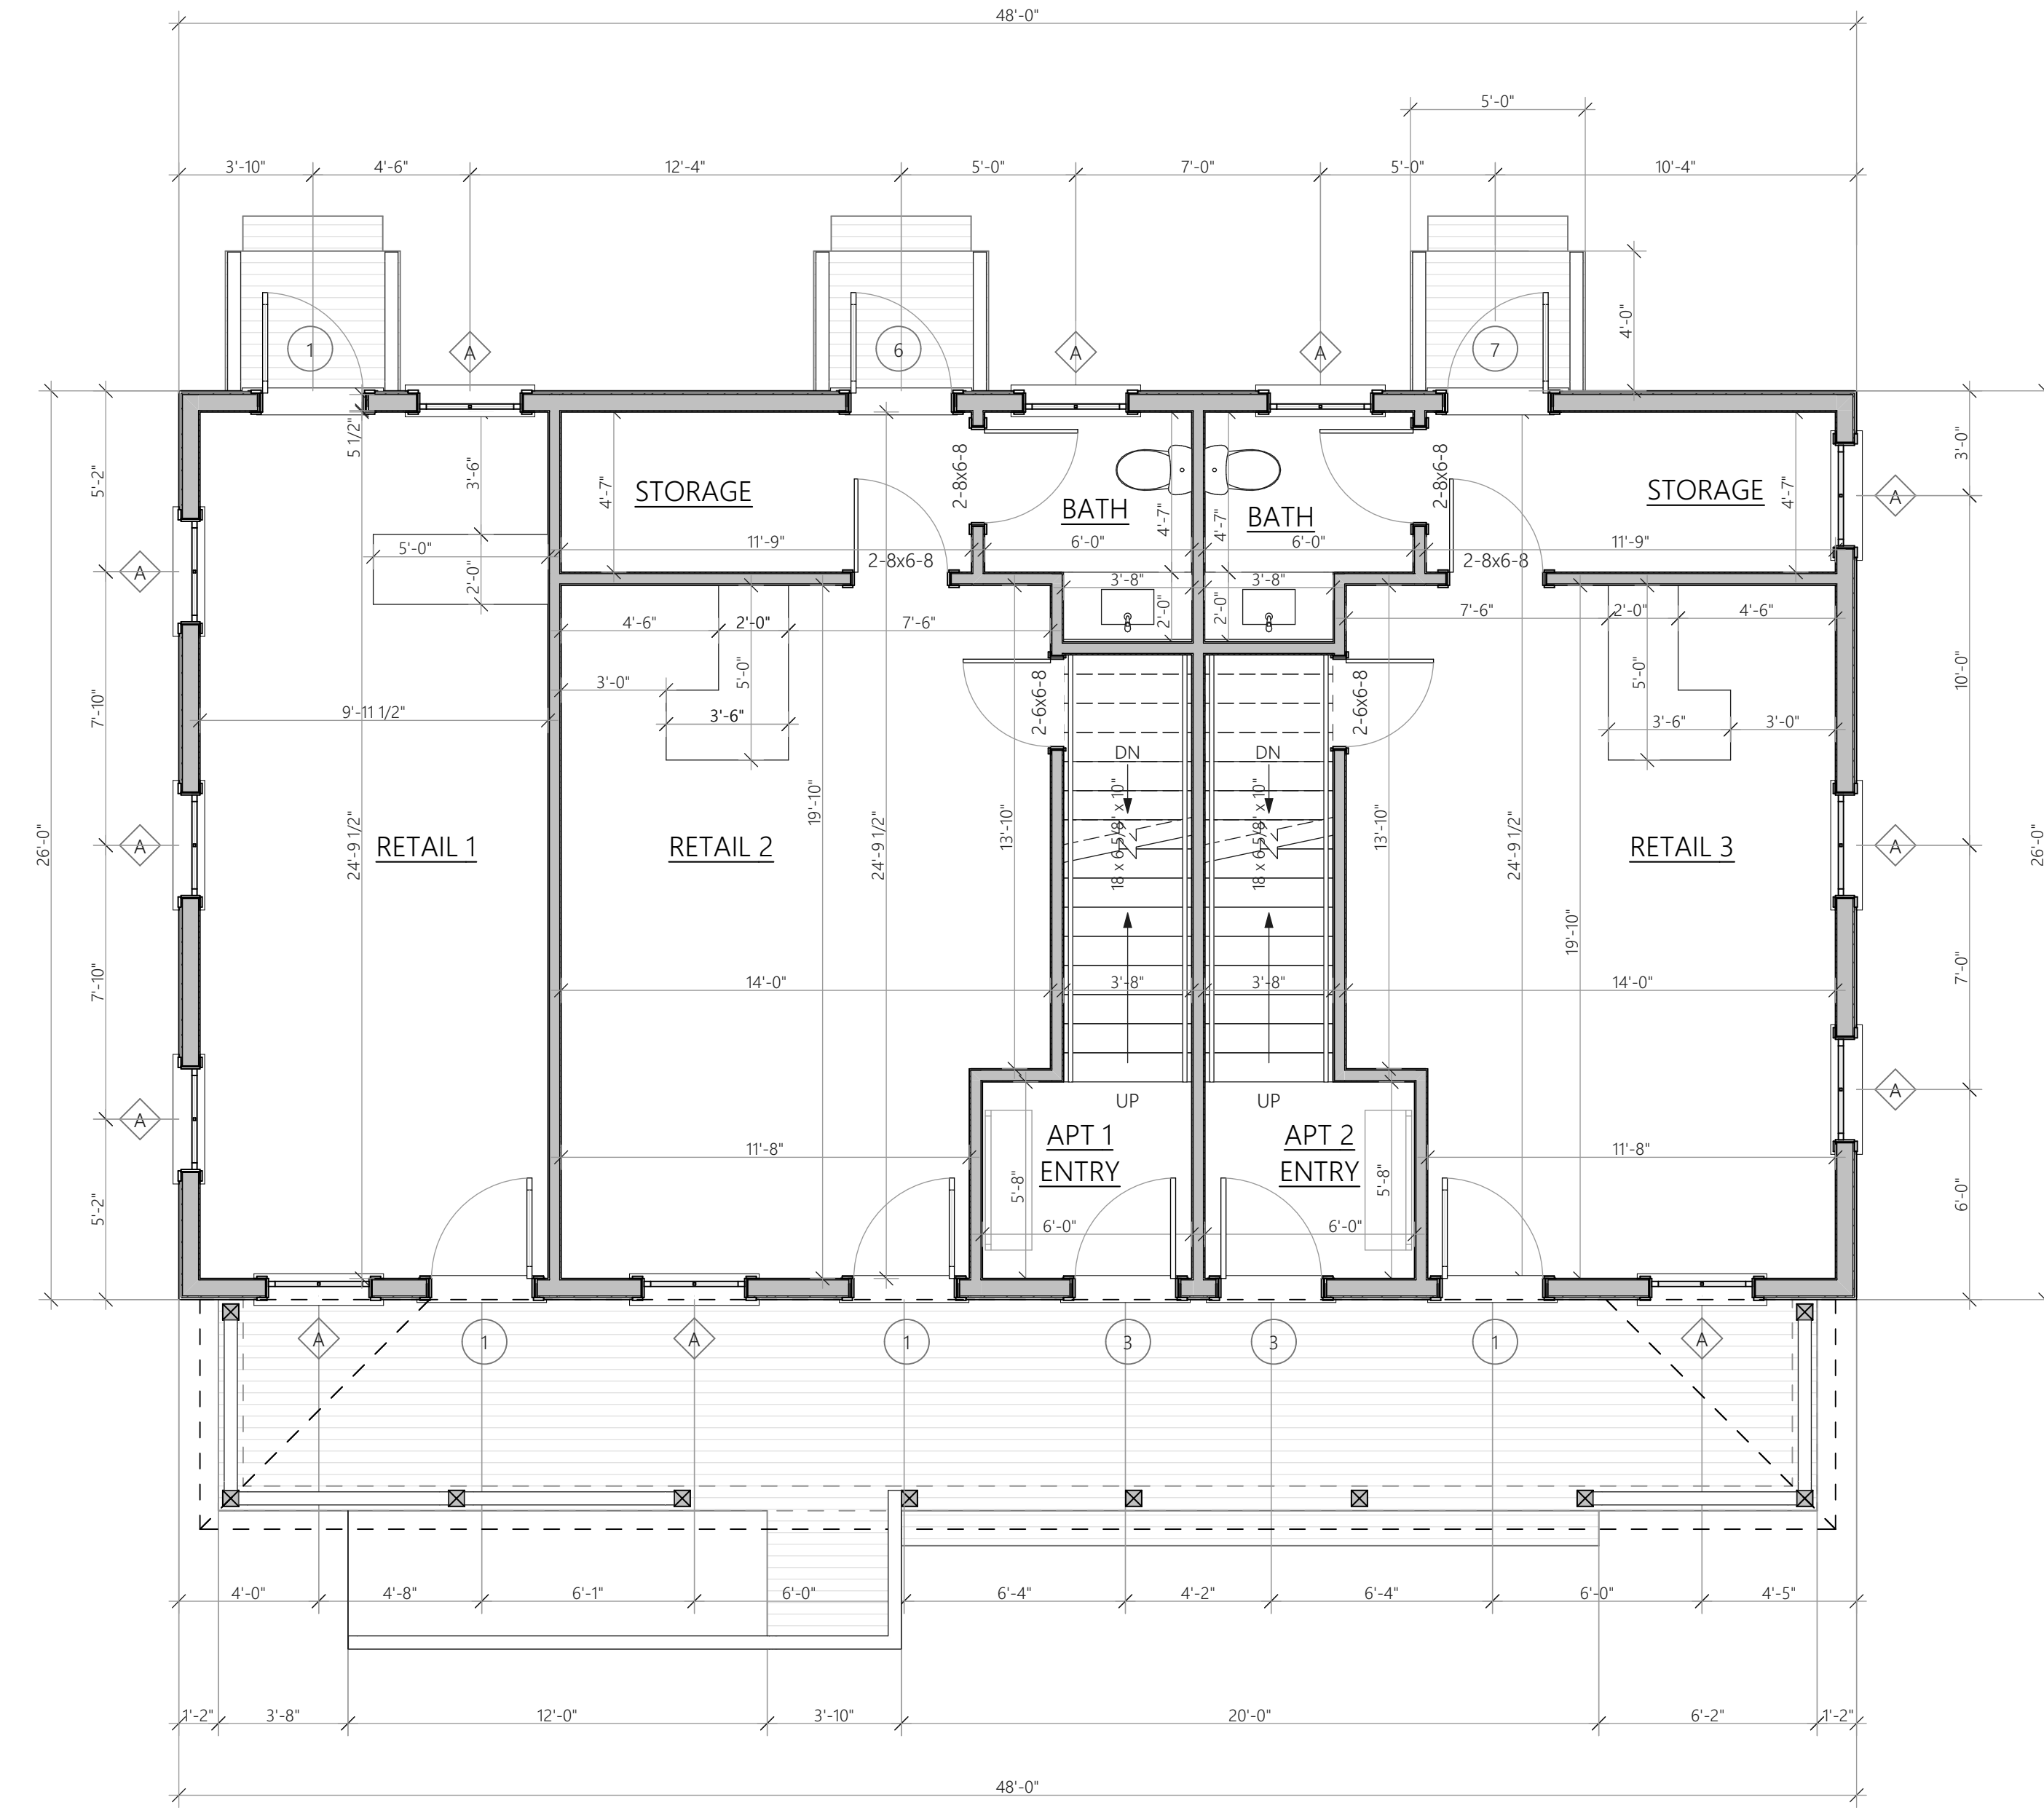 48'-0"
5'-0"
3'-10" 4'-6" 12'-4" 5'-0" 7'-0" 5'-0" 10'-4"
4'-0"
1 A 6 A A 7
5 1/2"
3'-6"
4'-7"
STORAGE
2-8x6-8
BATH
4'-7"
4'-7"
BATH
2-8x6-8
STORAGE
4'-7"
3'-0"
A
5'-2"
A
5'-0"
2'-0"
11'-9"
2-8x6-8
6'-0"
6'-0"
2-8x6-8
11'-9"
3'-8"
3'-8"
2'-0"
2'-0"
4'-6" 2'-0" 7'-6"
7'-6" 2'-0" 4'-6"
3'-0"
5'-0"
3'-6"
2-6x6-8
2-6x6-8
5'-0"
3'-6" 3'-0"
10'-0"
7'-10"
9'-11 1/2"
DN
DN
18 x 6 5/8" x 10"
18 x 6 5/8" x 10"
26'-0"
A
RETAIL 1
24'-9 1/2"
RETAIL 2
19'-10"
24'-9 1/2"
13'-10"
13'-10"
24'-9 1/2"
19'-10"
RETAIL 3
A
26'-0"
7'-10"
14'-0"
3'-8"
3'-8"
14'-0"
7'-0"
A
A
UP
UP
APT 1
ENTRY
APT 2
ENTRY
11'-8"
5'-8"
5'-8"
11'-8"
5'-2"
6'-0"
6'-0"
6'-0"
A 1 A 1 3 3 1 A
4'-0" 4'-8" 6'-1" 6'-0" 6'-4" 4'-2" 6'-4" 6'-0" 4'-5"
1'-2" 3'-8" 12'-0" 3'-10" 20'-0" 6'-2" 1'-2"
48'-0"